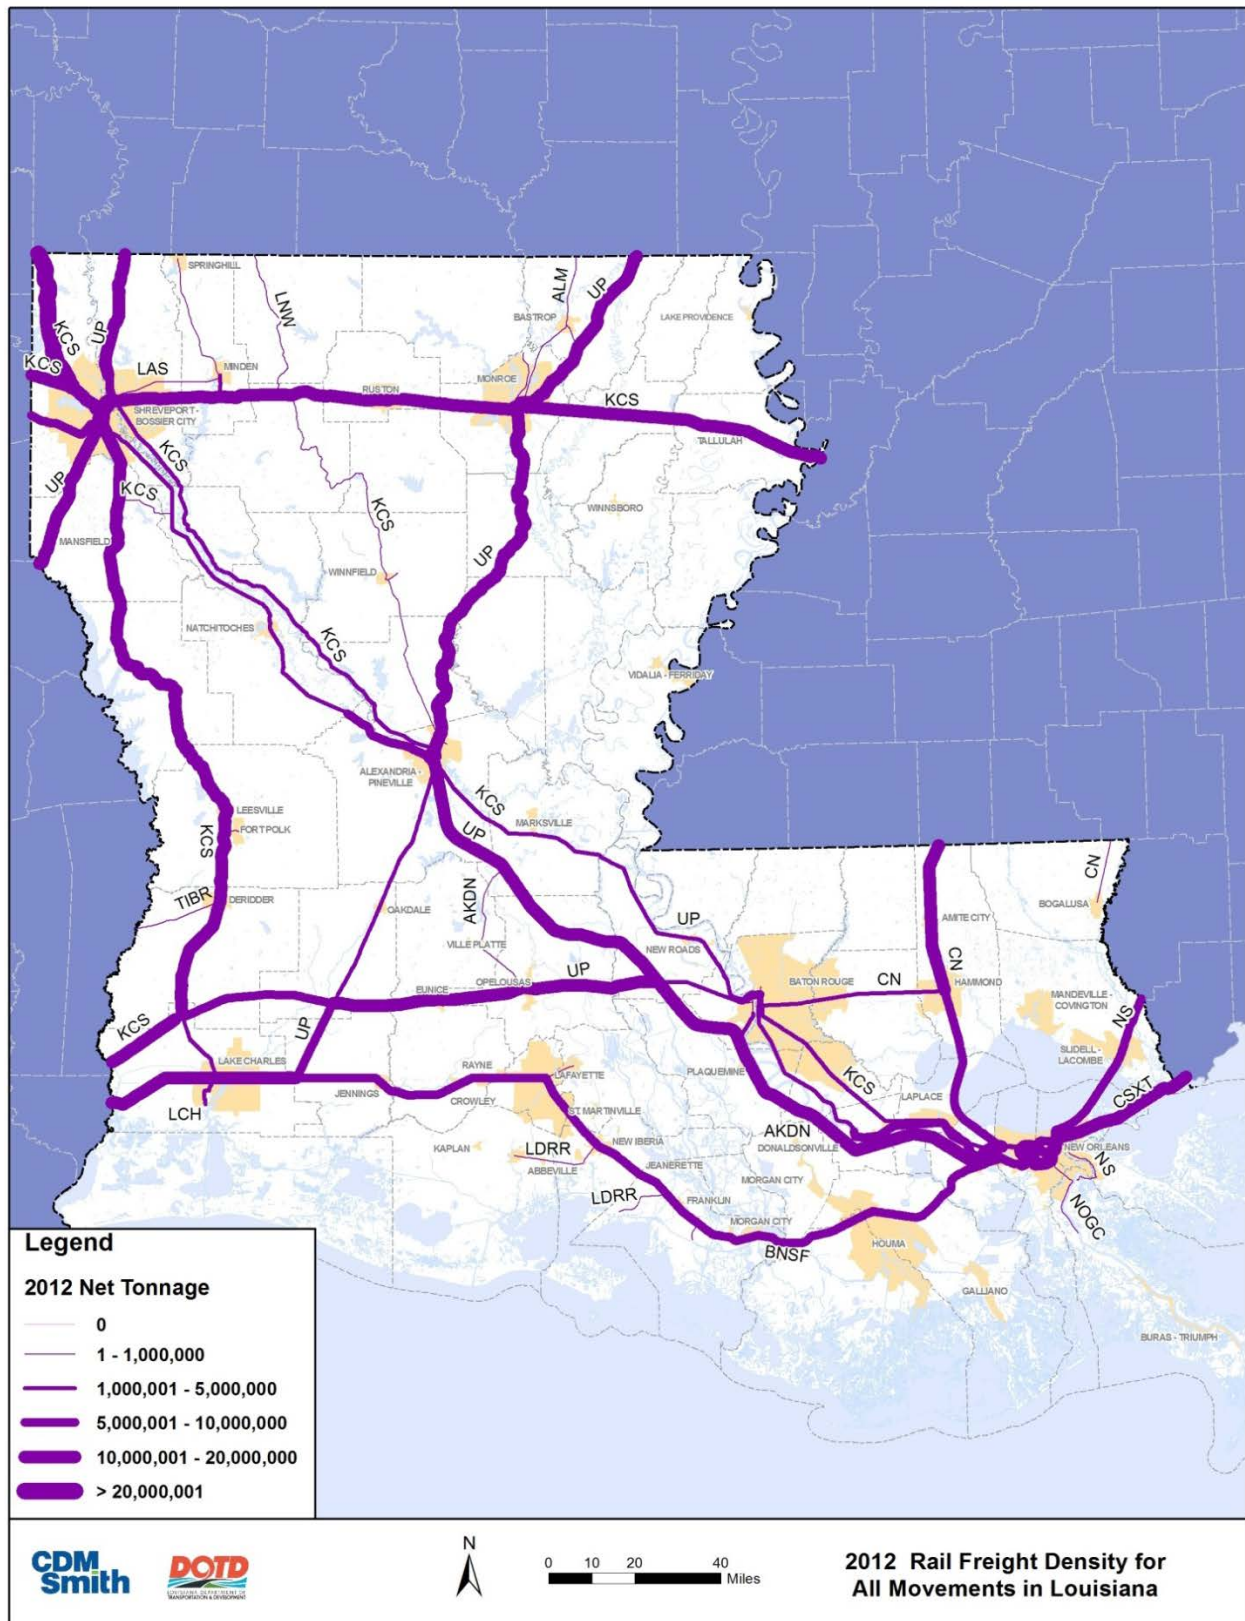 SPRINGHILL
LNW
ALM
UP
BASTROP
LAKE PROVIDENCE
KCS
UP
KCS
LAS
MINDEN
RUSTON
MONROE
KCS
SHREVEPORT -
BOSSIER CITY
TALLULAH
KCS
UP
KCS
KCS
WINNSBORO
MANSFIELD
UP
WINNFIELD
NATCHITOCHES
KCS
VIDALIA - FERRIDAY
ALEXANDRIA -
PINEVILLE
KCS
LEESVILLE
FORT POLK
MARKSVILLE
UP
KCS
TIBR
DERIDDER
AKDN
OAKDALE
UP
CN
BOGALUSA
AMITE CITY
VILLE PLATTE
NEW ROADS
CN
OPELOUSAS
UP
EUNICE
BATON ROUGE
CN
HAMMOND
MANDEVILLE -
COVINGTON
KCS
UP
NS
SLIDELL -
LACOMBE
LAKE CHARLES
RAYNE
LAFAYETTE
PLAQUEMINE
KCS
CSXT
JENNINGS
CROWLEY
LAPLACE
LCH
ST. MARTINVILLE
AKDN
DONALDSONVILLE
NEW ORLEANS
KAPLAN
LDRR
NEW IBERIA
ABBEVILLE
JEANERETTE
NS
MORGAN CITY
LDRR
FRANKLIN
NOGC
MORGAN CITY
BNSF
HOUMA
GALLIANO
BURAS - TRIUMPH
Legend
2012 Net Tonnage
0
1 - 1,000,000
1,000,001 - 5,000,000
5,000,001 - 10,000,000
10,000,001 - 20,000,000
> 20,000,001
CDM
Smith
DOTD
LOUISIANA DEPARTMENT OF
TRANSPORTATION & DEVELOPMENT
N
0 10 20 40
Miles
2012 Rail Freight Density for
All Movements in Louisiana